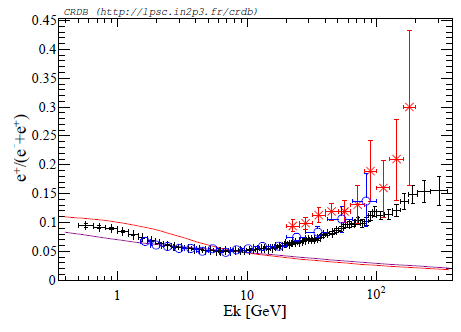 CRDB (http://lpsc.in2p3.fr/crdb)
0.45
0.4
0.35
0.3
0.25
0.2
0.15
0.1
0.05
0
e⁺/(e⁻+e⁺)
1 10 10²
Ek [GeV]